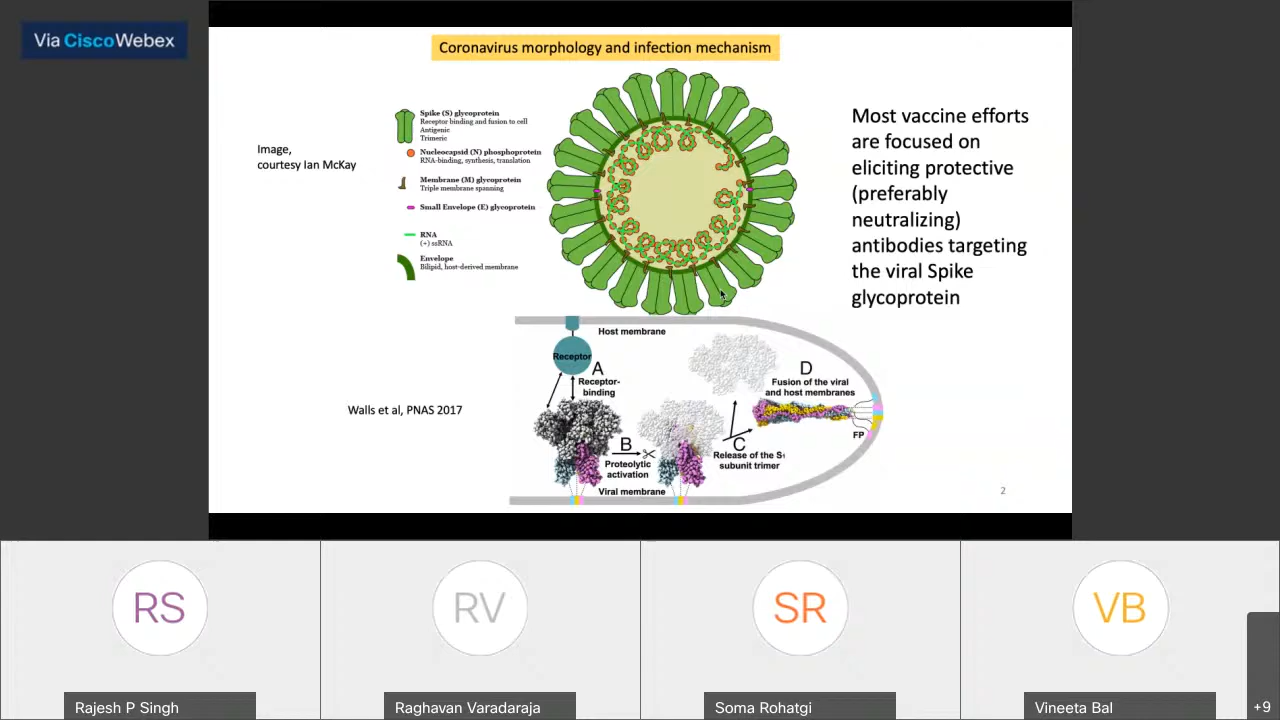 Via CiscoWebex
Coronavirus morphology and infection mechanism
Image,
courtesy Ian McKay
Spike (S) glycoprotein
Receptor binding and fusion to cell
Antigenic
Trimeric
Nucleocapsid (N) phosphoprotein
RNA-binding, synthesis, translation
Membrane (M) glycoprotein
Triple membrane spanning
Small Envelope (E) glycoprotein
RNA
(+) ssRNA
Envelope
Bilipid, host-derived membrane
Most vaccine efforts
are focused on
eliciting protective
(preferably
neutralizing)
antibodies targeting
the viral Spike
glycoprotein
Walls et al, PNAS 2017
Host membrane
Receptor
A
Receptor-
binding
B
Proteolytic
activation
Viral membrane
C
Release of the S₁
subunit trimer
D
Fusion of the viral
and host membranes
FP
2
RS
Rajesh P Singh
RV
Raghavan Varadaraja
SR
Soma Rohatgi
VB
Vineeta Bal
+9